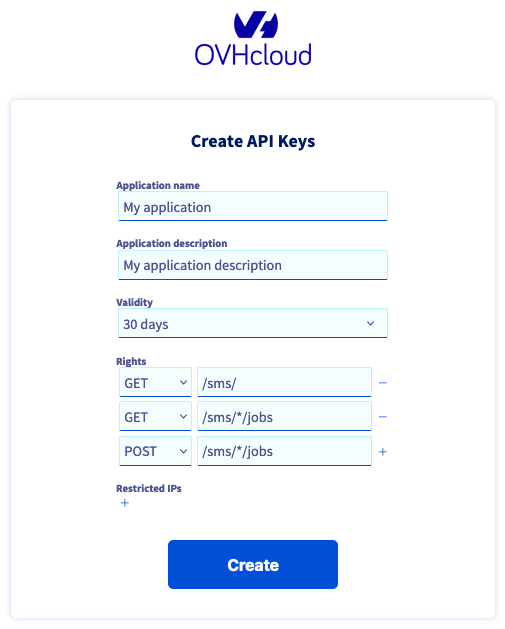 OVHcloud
Create API Keys
Application name
My application
Application description
My application description
Validity
30 days
Rights
GET /sms/ −
GET /sms/*/jobs −
POST /sms/*/jobs +
Restricted IPs
+
Create